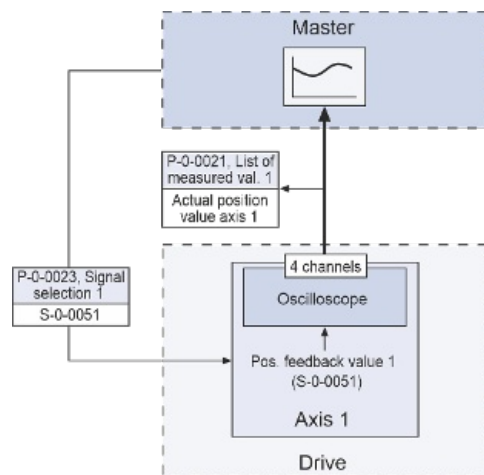 Master
P-0-0021, List of
measured val. 1
Actual position
value axis 1
4 channels
P-0-0023, Signal
selection 1
S-0-0051
Oscilloscope
Pos. feedback value 1
(S-0-0051)
Axis 1
Drive